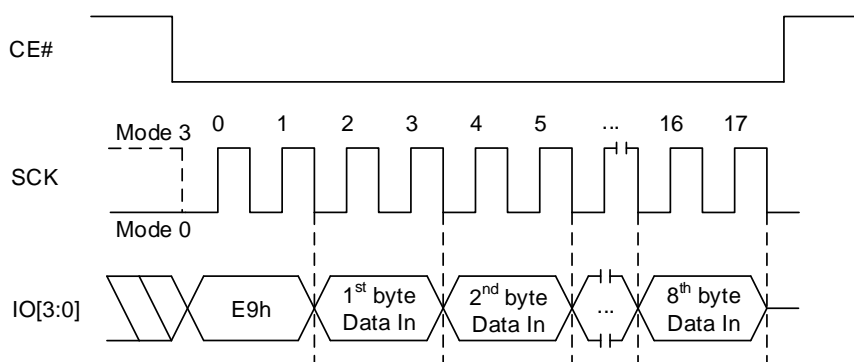 CE#
Mode 3 0 1 2 3 4 5 ... 16 17
SCK
Mode 0
IO[3:0] E9h 1st byte Data In 2nd byte Data In ... 8th byte Data In